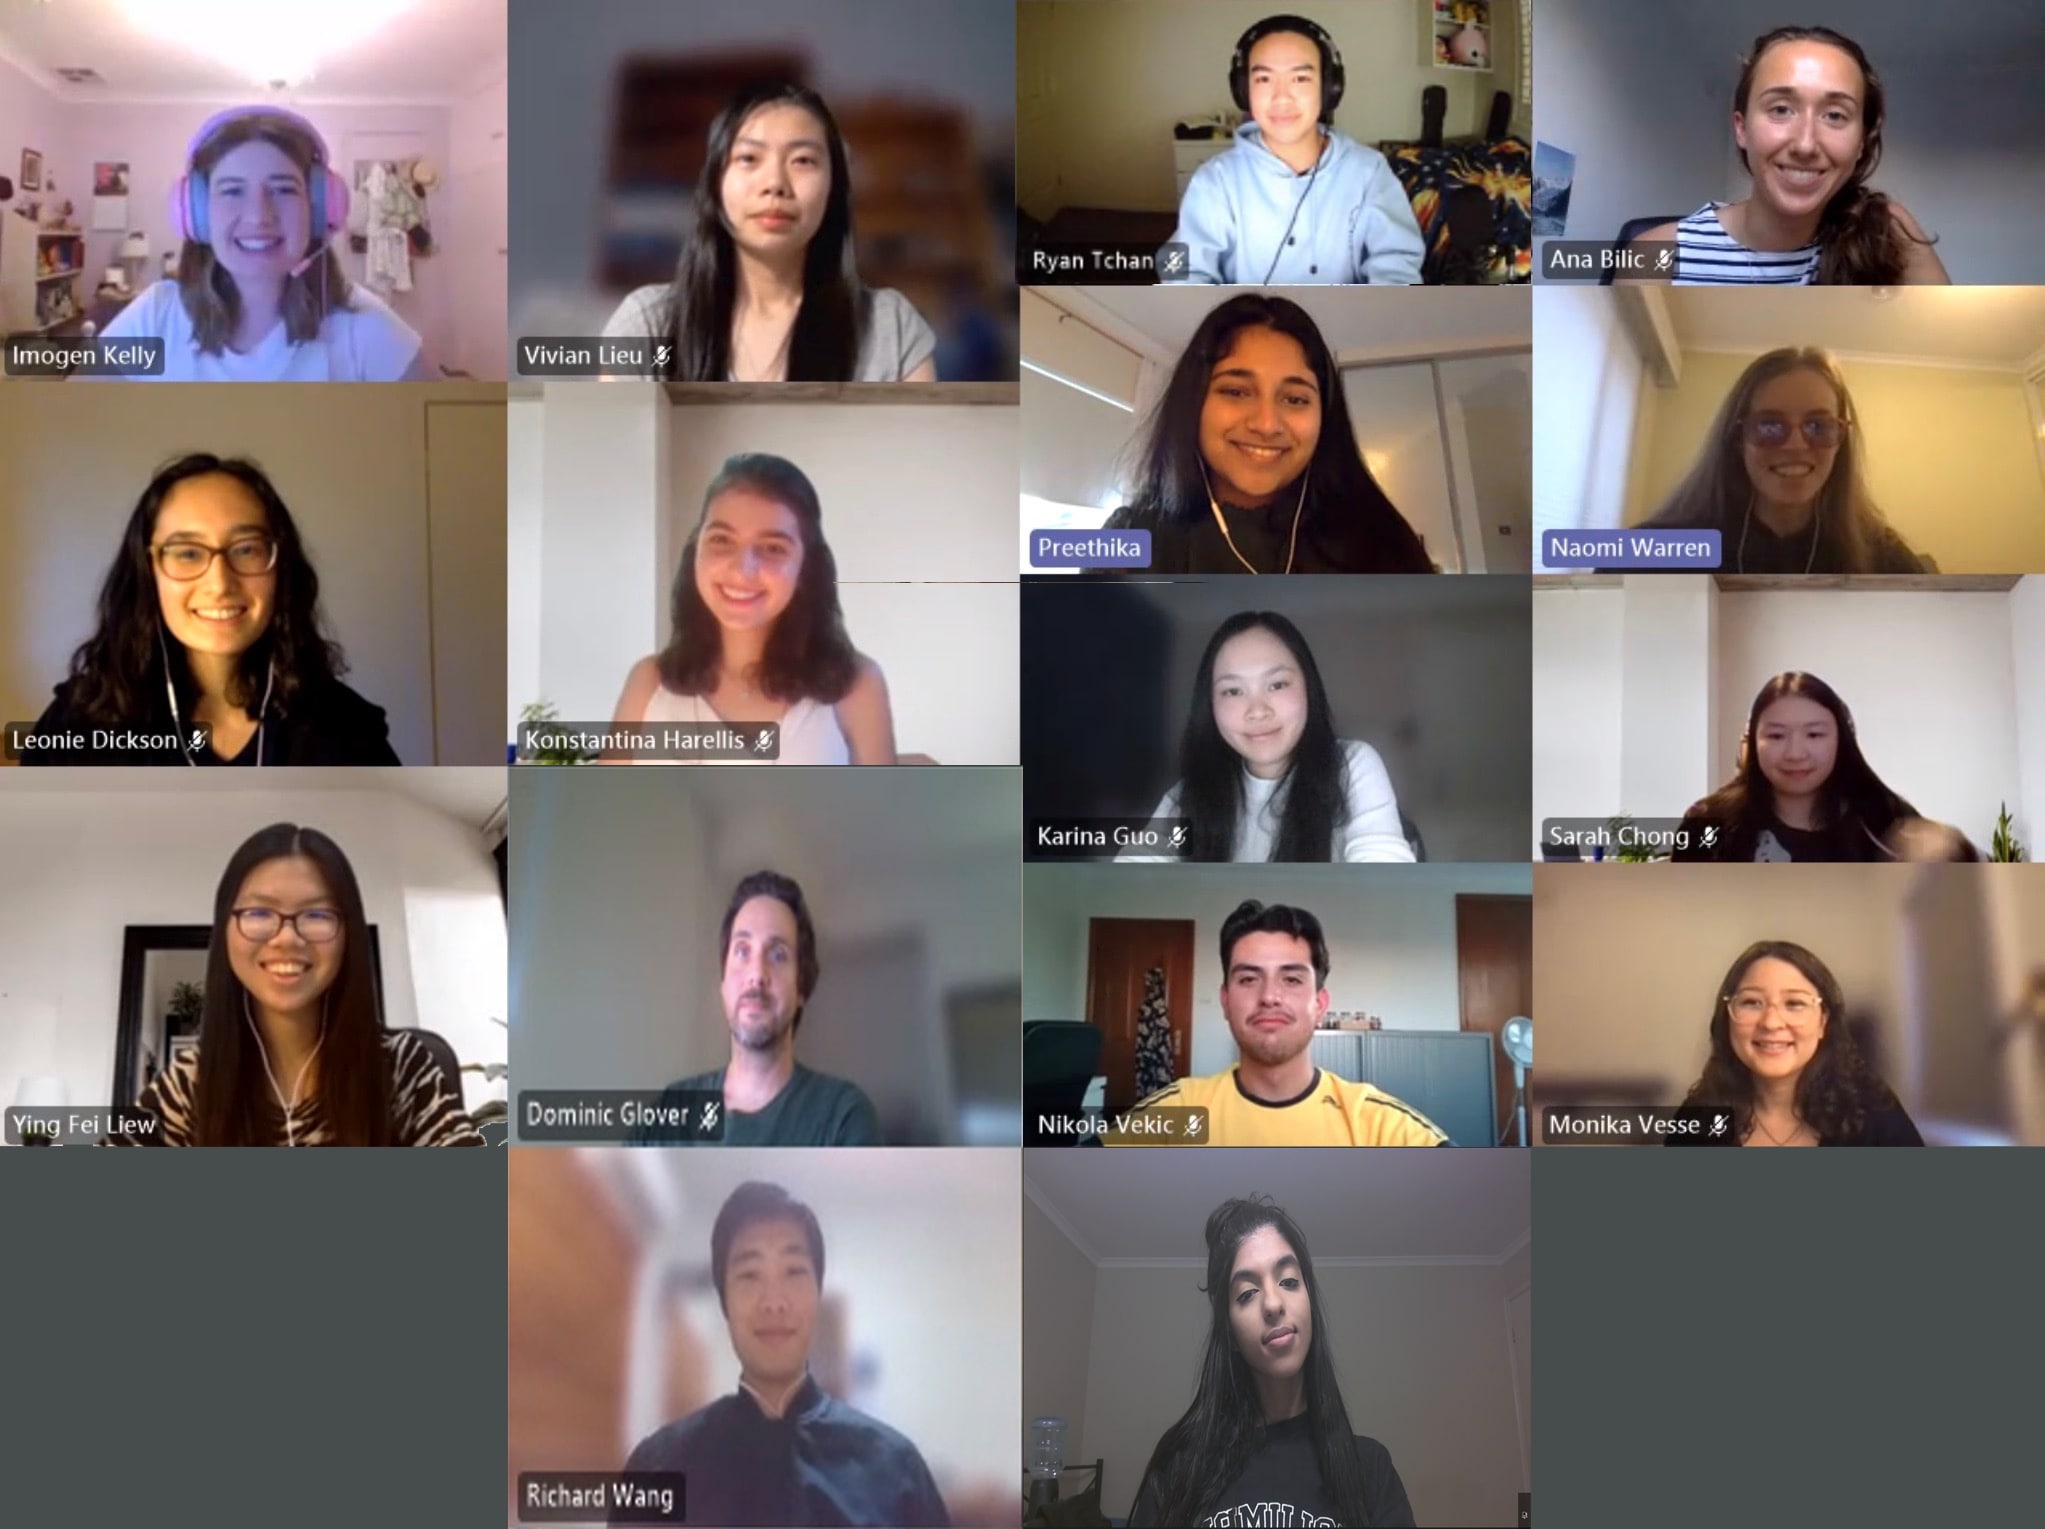 Imogen Kelly
Vivian Lieu
Ryan Tchan
Ana Bilic
Preethika
Naomi Warren
Leonie Dickson
Konstantina Harellis
Karina Guo
Sarah Chong
Ying Fei Liew
Dominic Glover
Nikola Vekic
Monika Vesse
Richard Wang